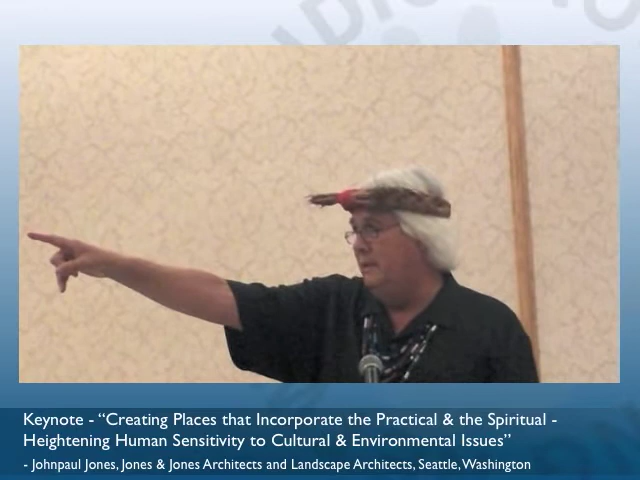 Keynote - “Creating Places that Incorporate the Practical & the Spiritual -
Heightening Human Sensitivity to Cultural & Environmental Issues”
- Johnpaul Jones, Jones & Jones Architects and Landscape Architects, Seattle, Washington